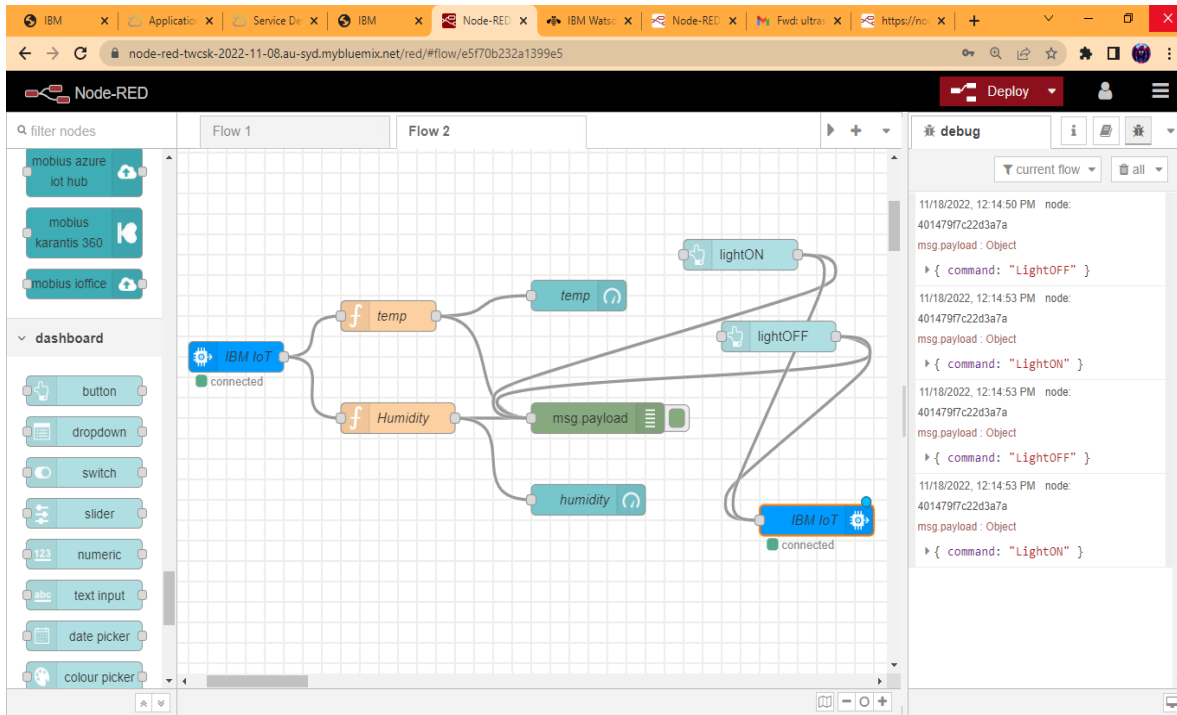 IBM
Application
Service De
IBM
Node-RED
IBM Watso
Node-RED
Fwd: ultras
https://no
node-red-twcsk-2022-11-08.au-syd.mybluemix.net/red/#flow/e5f70b232a1399e5
Node-RED
Deploy
filter nodes
Flow 1
Flow 2
debug
i
current flow
all
mobius azure
iot hub
mobius
karantis 360
mobius ioffice
dashboard
button
dropdown
switch
slider
123
numeric
abc
text input
date picker
colour picker
lightON
temp
f
temp
lightOFF
IBM IoT
connected
f
Humidity
msg.payload
humidity
IBM IoT
connected
11/18/2022, 12:14:50 PM node:
401479f7c22d3a7a
msg.payload : Object
{ command: "LightOFF" }
11/18/2022, 12:14:53 PM node:
401479f7c22d3a7a
msg.payload : Object
{ command: "LightON" }
11/18/2022, 12:14:53 PM node:
401479f7c22d3a7a
msg.payload : Object
{ command: "LightOFF" }
11/18/2022, 12:14:53 PM node:
401479f7c22d3a7a
msg.payload : Object
{ command: "LightON" }